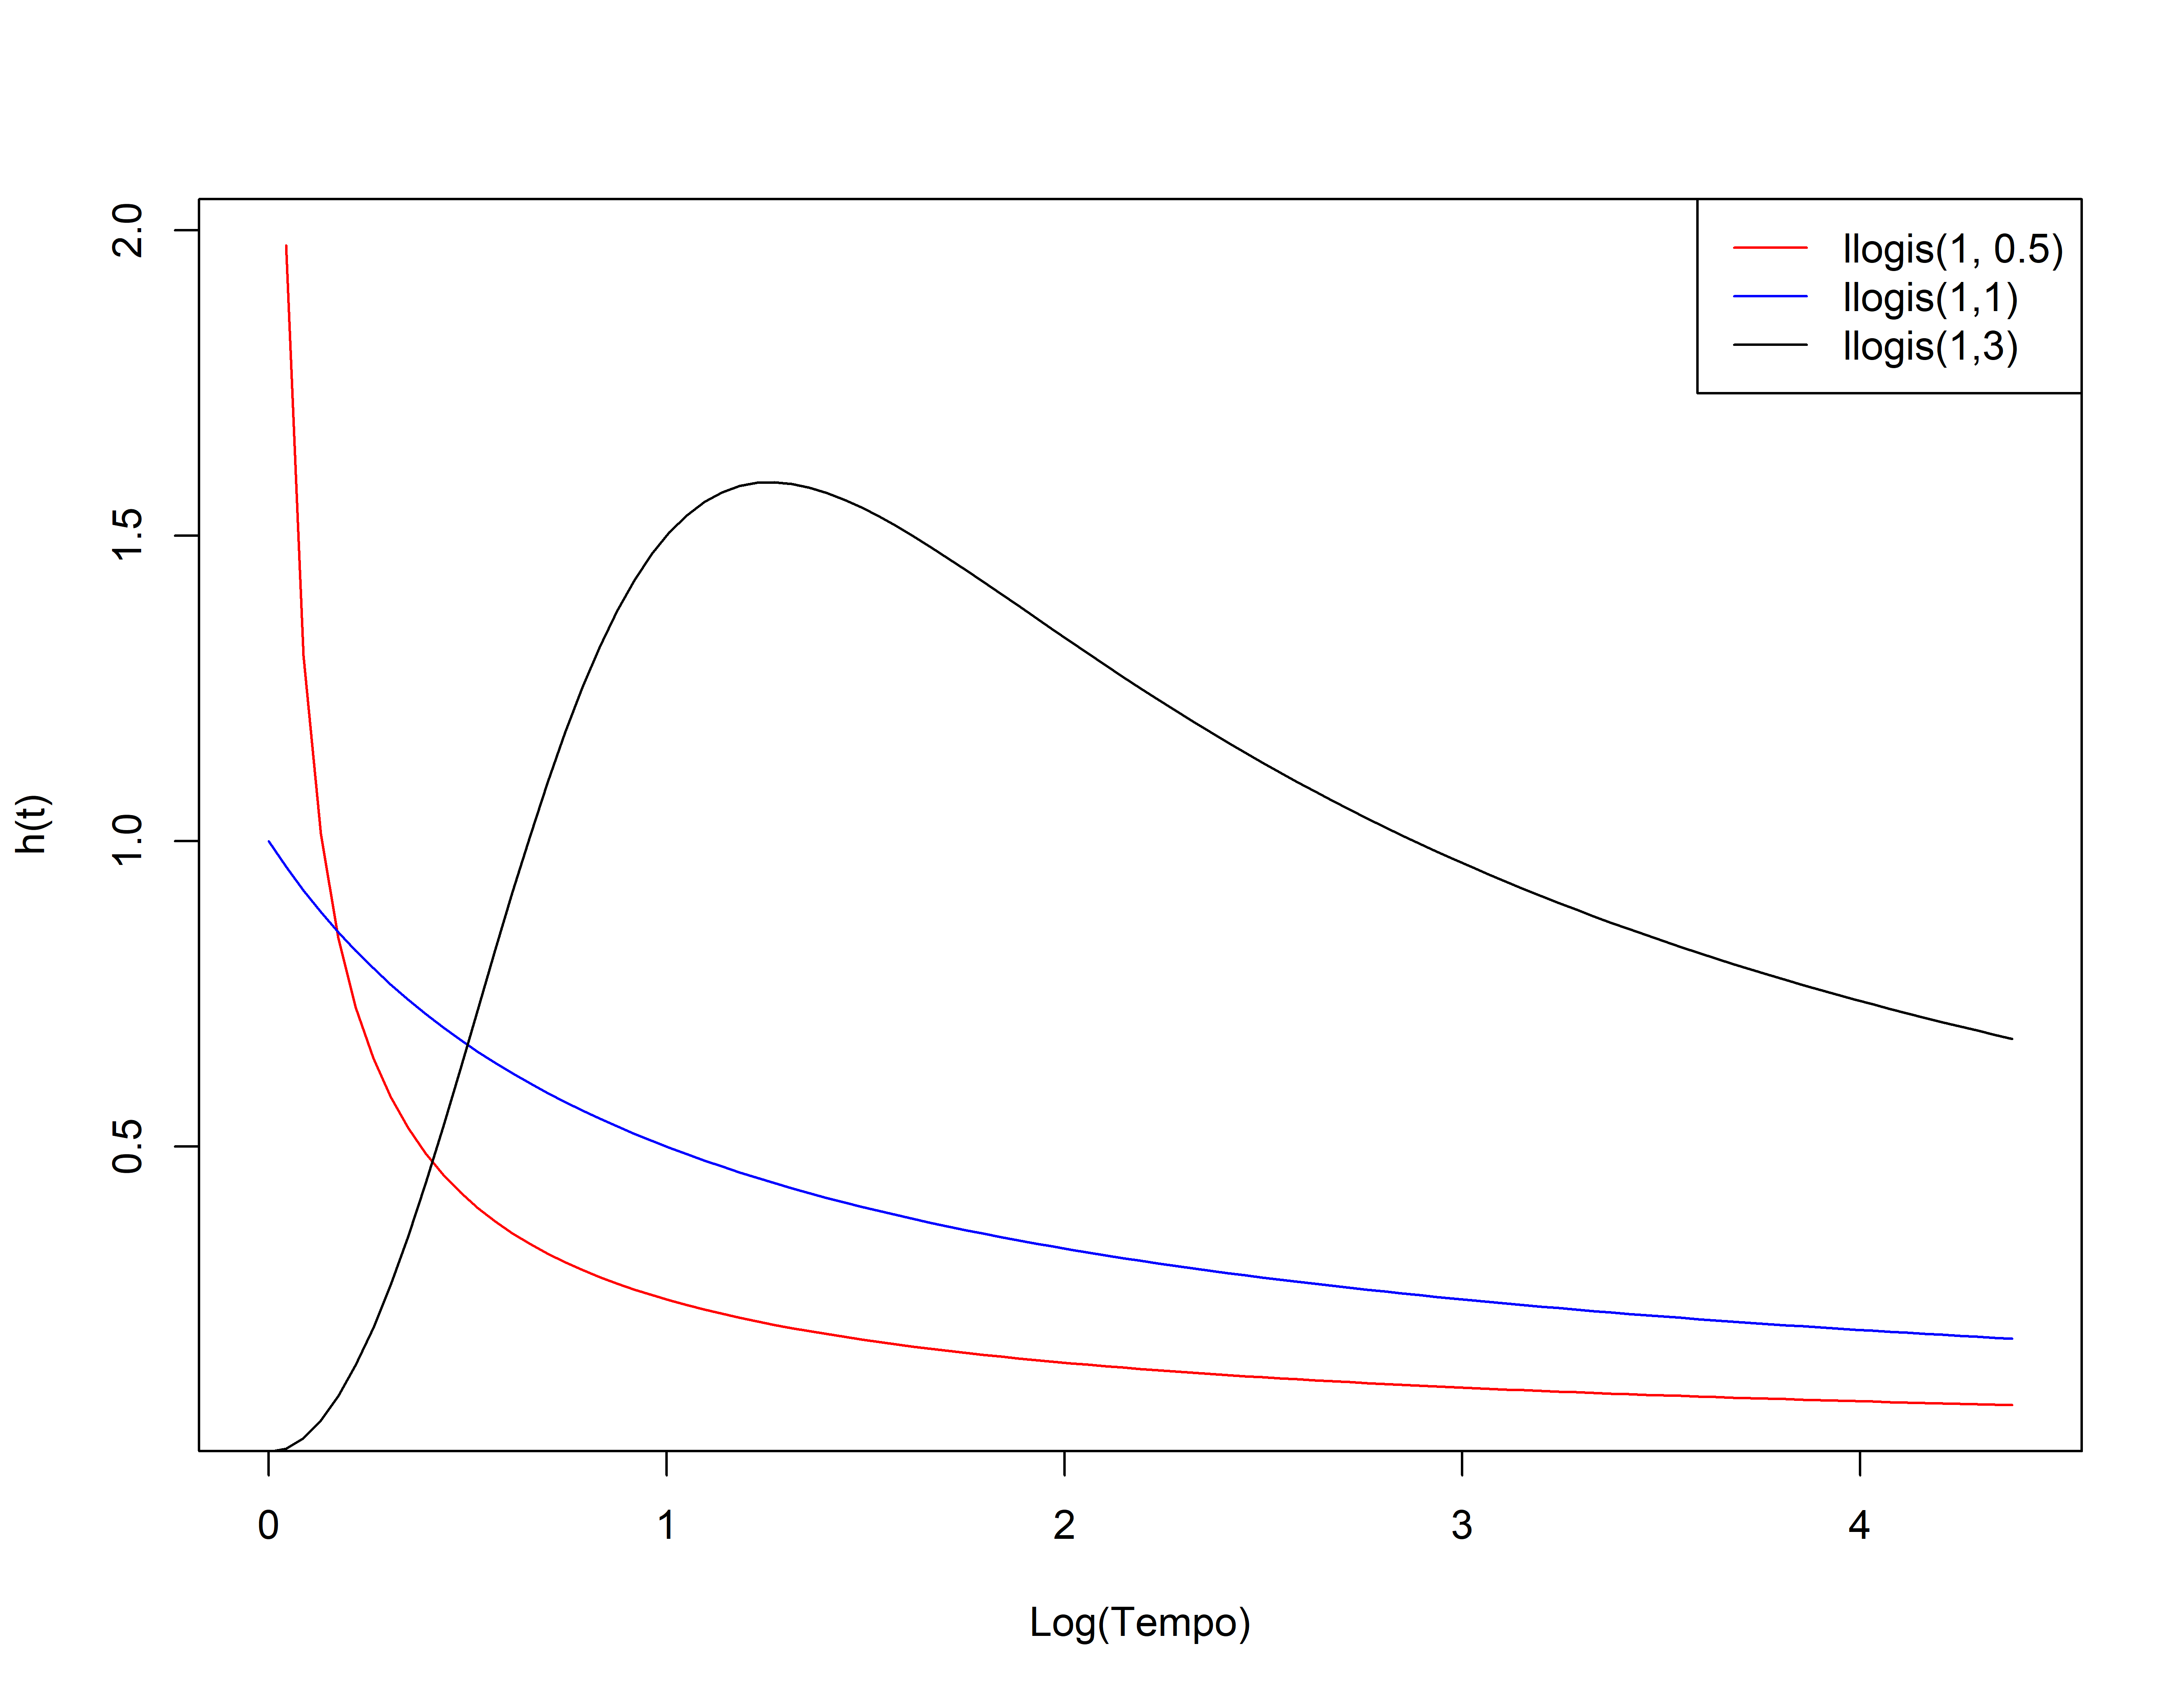 llogis(1, 0.5)
llogis(1,1)
llogis(1,3)
2.0
1.5
1.0
0.5
h(t)
0 1 2 3 4
Log(Tempo)